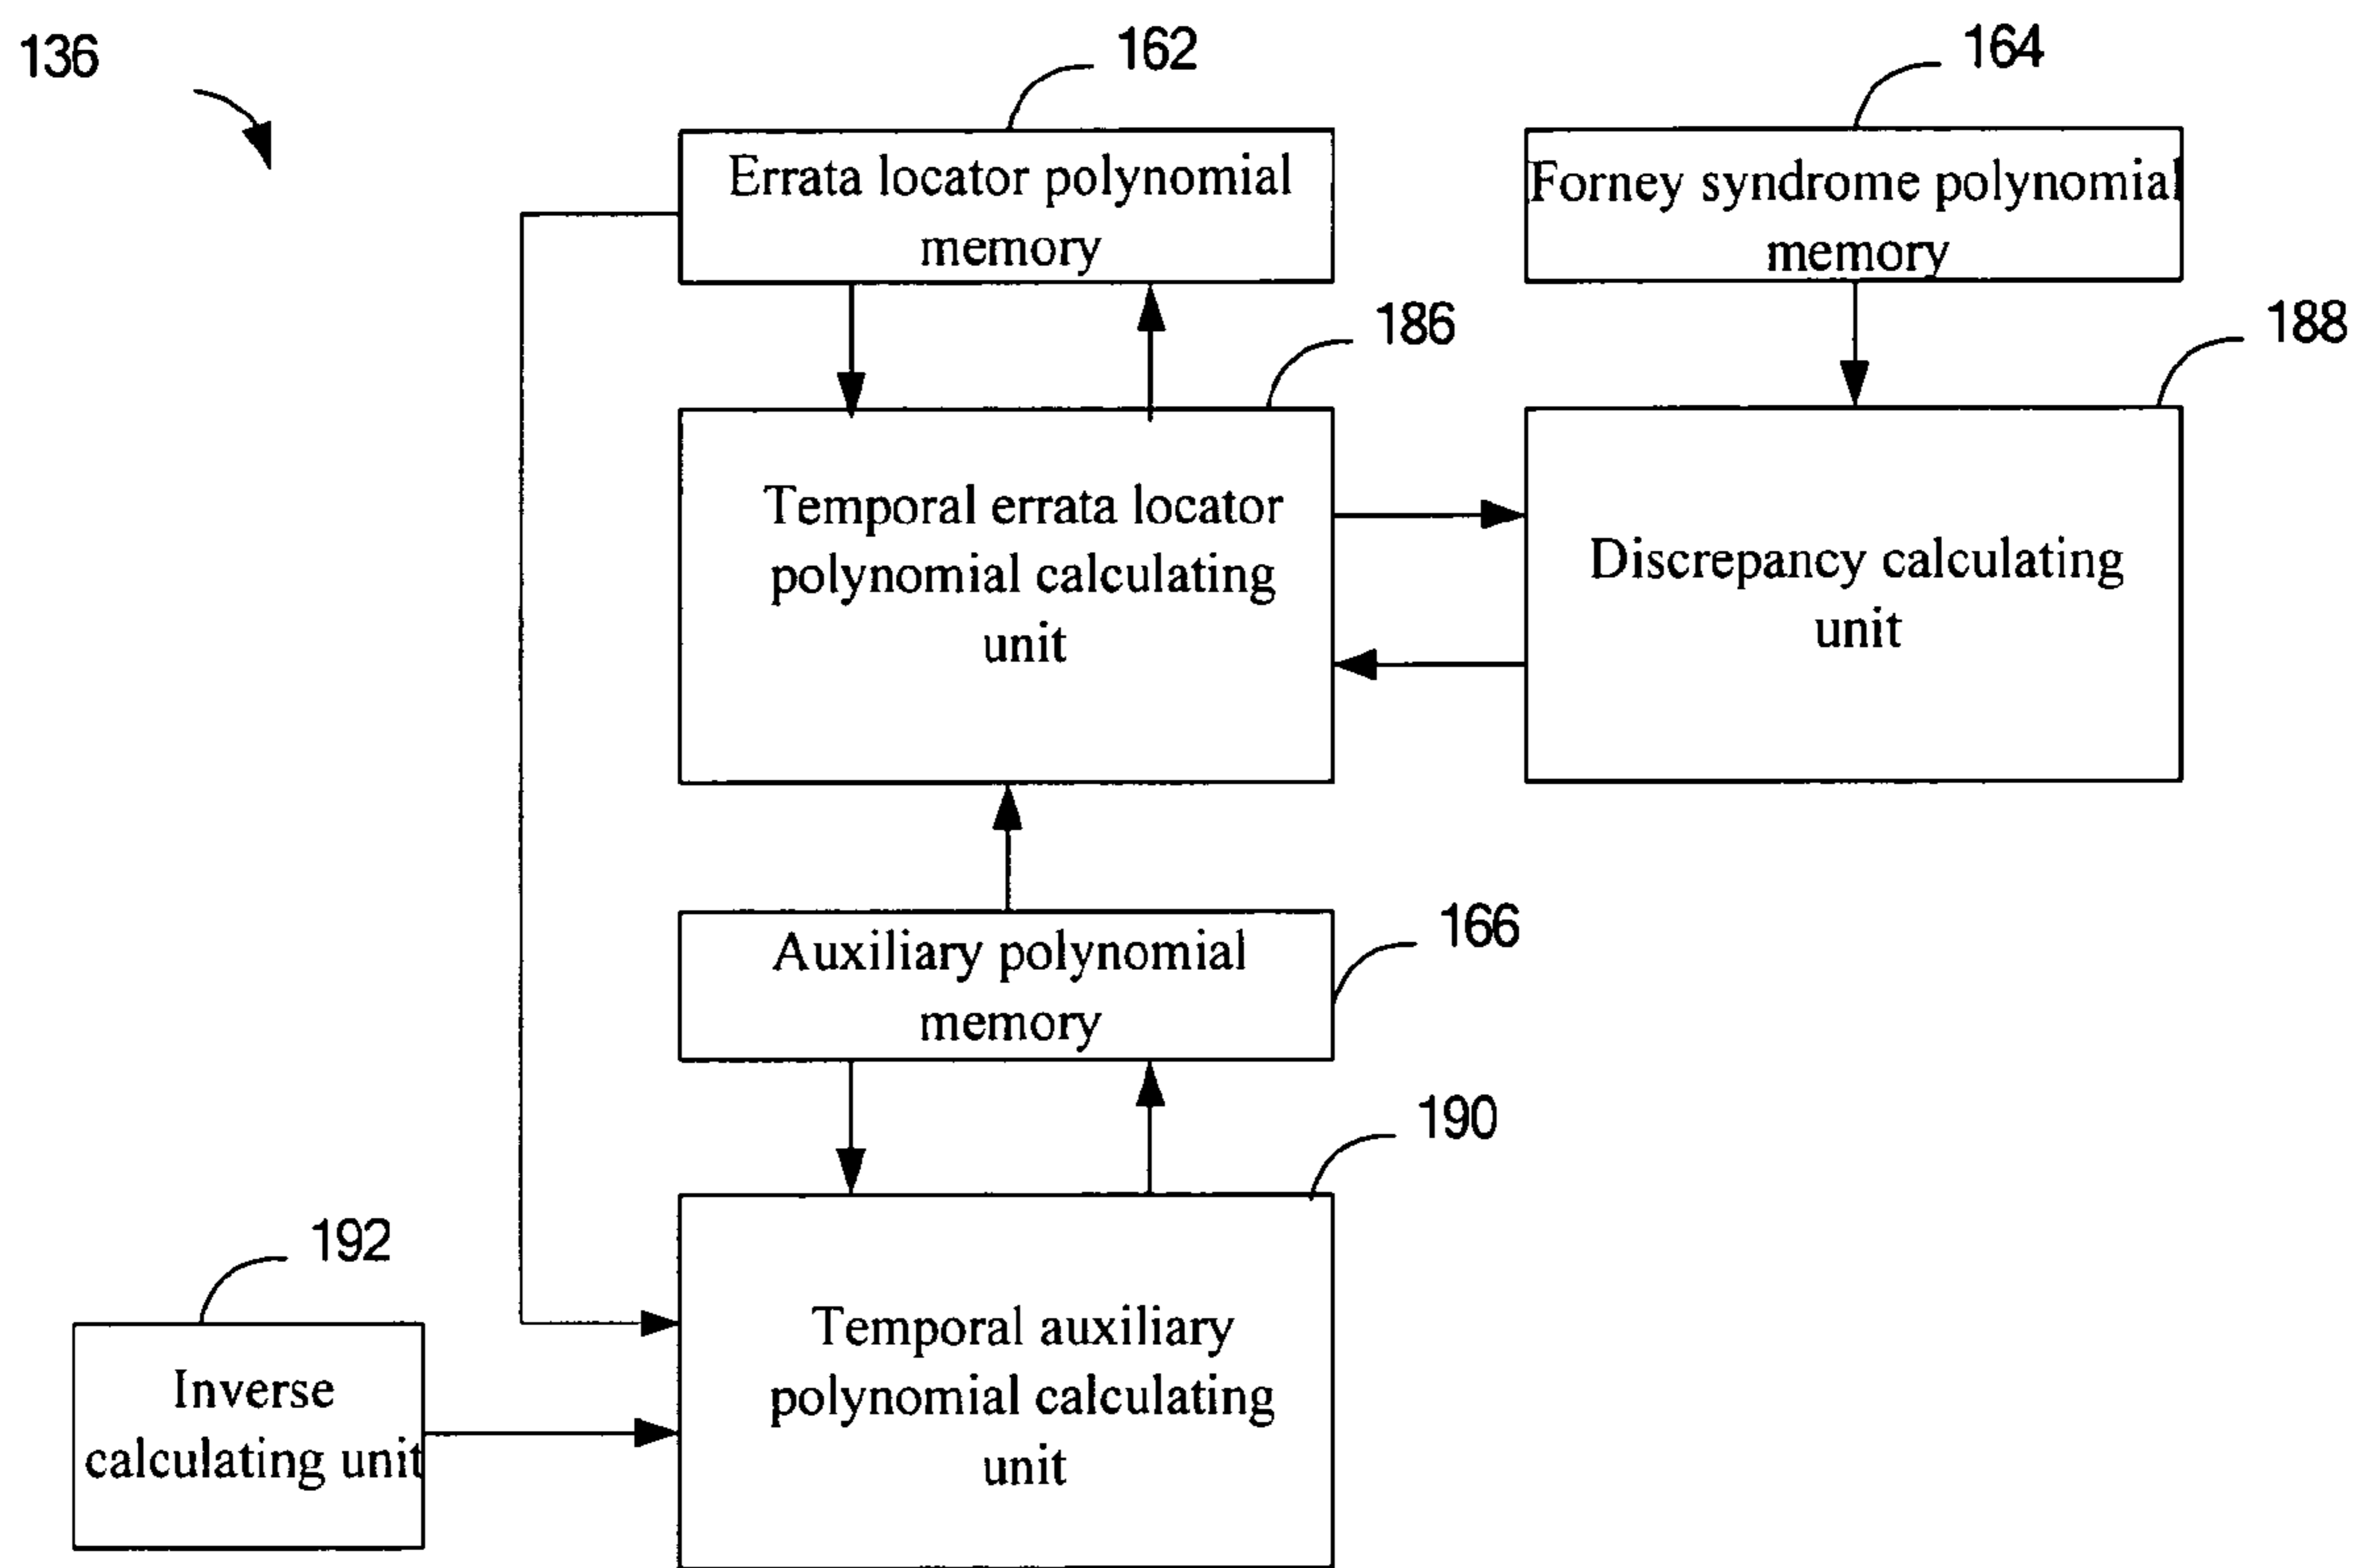 136
162
164
Errata locator polynomial
memory
Forney syndrome polynomial
memory
186
188
Temporal errata locator
polynomial calculating
unit
Discrepancy calculating
unit
Auxiliary polynomial
memory
166
190
192
Inverse
calculating unit
Temporal auxiliary
polynomial calculating
unit